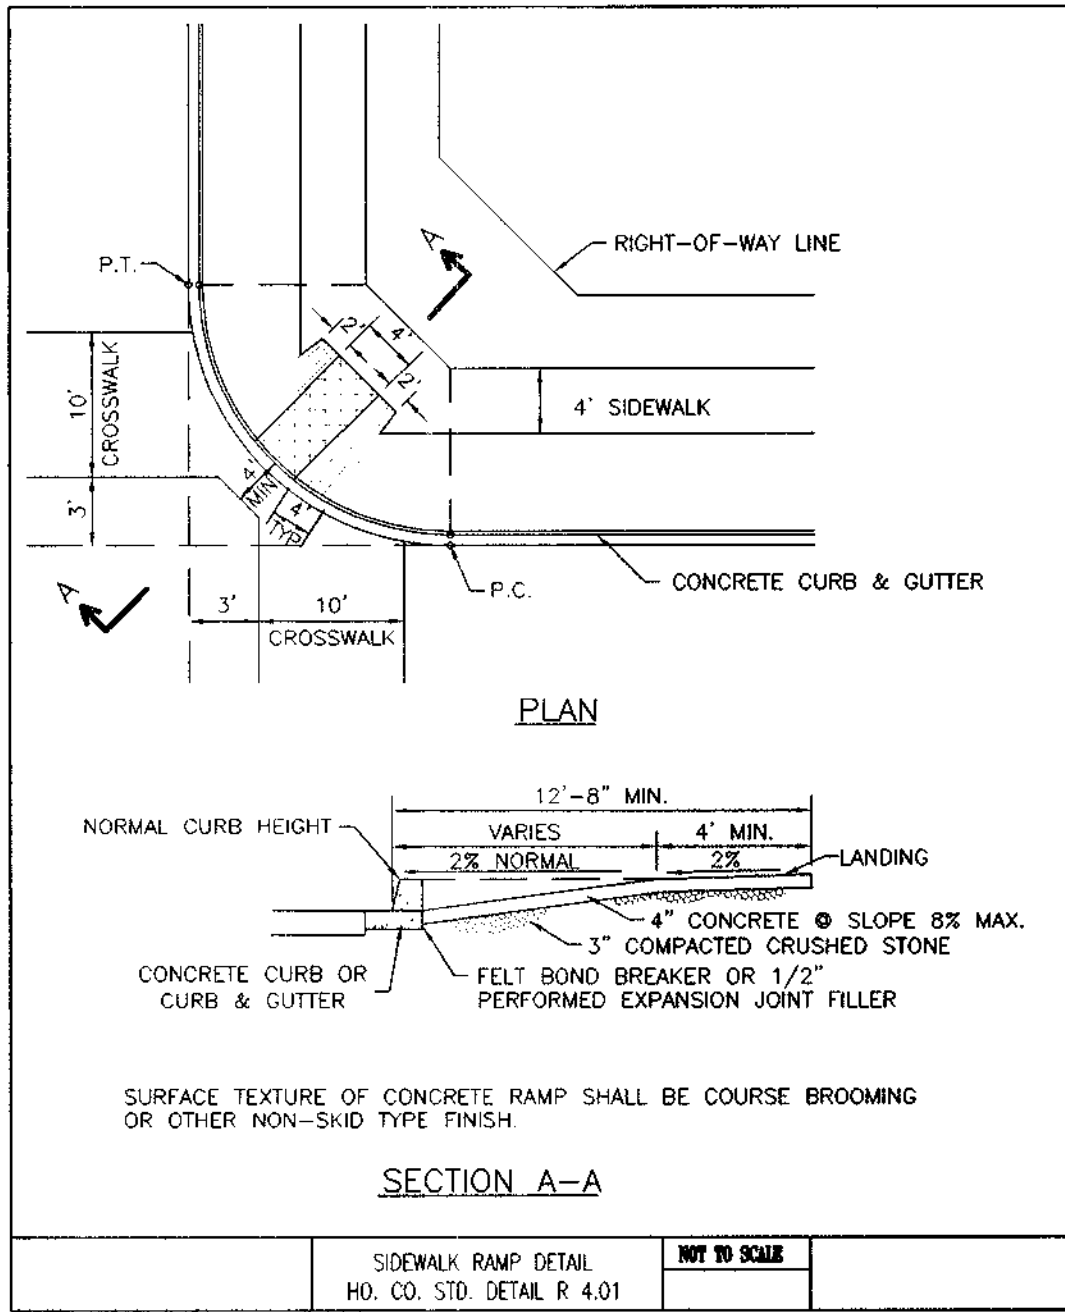 A
RIGHT-OF-WAY LINE
P.T.
2'
4'
2'
10'
CROSSWALK
4' SIDEWALK
4'
MIN
4'
TYP
3'
P.C.
CONCRETE CURB & GUTTER
A
3'
10'
CROSSWALK
PLAN
12'-8" MIN.
NORMAL CURB HEIGHT
VARIES
4' MIN.
2% NORMAL
2%
LANDING
4" CONCRETE @ SLOPE 8% MAX.
3" COMPACTED CRUSHED STONE
CONCRETE CURB OR
CURB & GUTTER
FELT BOND BREAKER OR 1/2"
PERFORMED EXPANSION JOINT FILLER
SURFACE TEXTURE OF CONCRETE RAMP SHALL BE COURSE BROOMING
OR OTHER NON-SKID TYPE FINISH.
SECTION A-A
SIDEWALK RAMP DETAIL
HO. CO. STD. DETAIL R 4.01
NOT TO SCALE